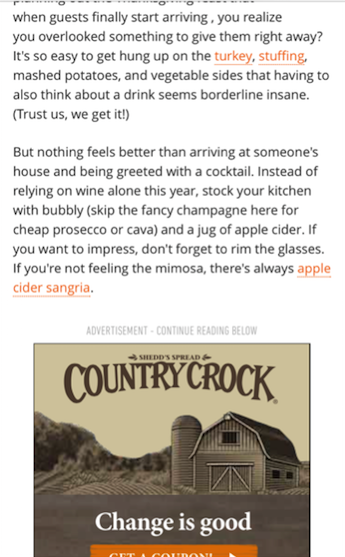 planning out the Thanksgiving feast that
when guests finally start arriving , you realize
you overlooked something to give them right away?
It's so easy to get hung up on the turkey, stuffing,
mashed potatoes, and vegetable sides that having to
also think about a drink seems borderline insane.
(Trust us, we get it!)
But nothing feels better than arriving at someone's
house and being greeted with a cocktail. Instead of
relying on wine alone this year, stock your kitchen
with bubbly (skip the fancy champagne here for
cheap prosecco or cava) and a jug of apple cider. If
you want to impress, don't forget to rim the glasses.
If you're not feeling the mimosa, there's always apple
cider sangria.
ADVERTISEMENT - CONTINUE READING BELOW
SHEDD'S SPREAD
COUNTRY CROCK®
Change is good
GET A COUPON!